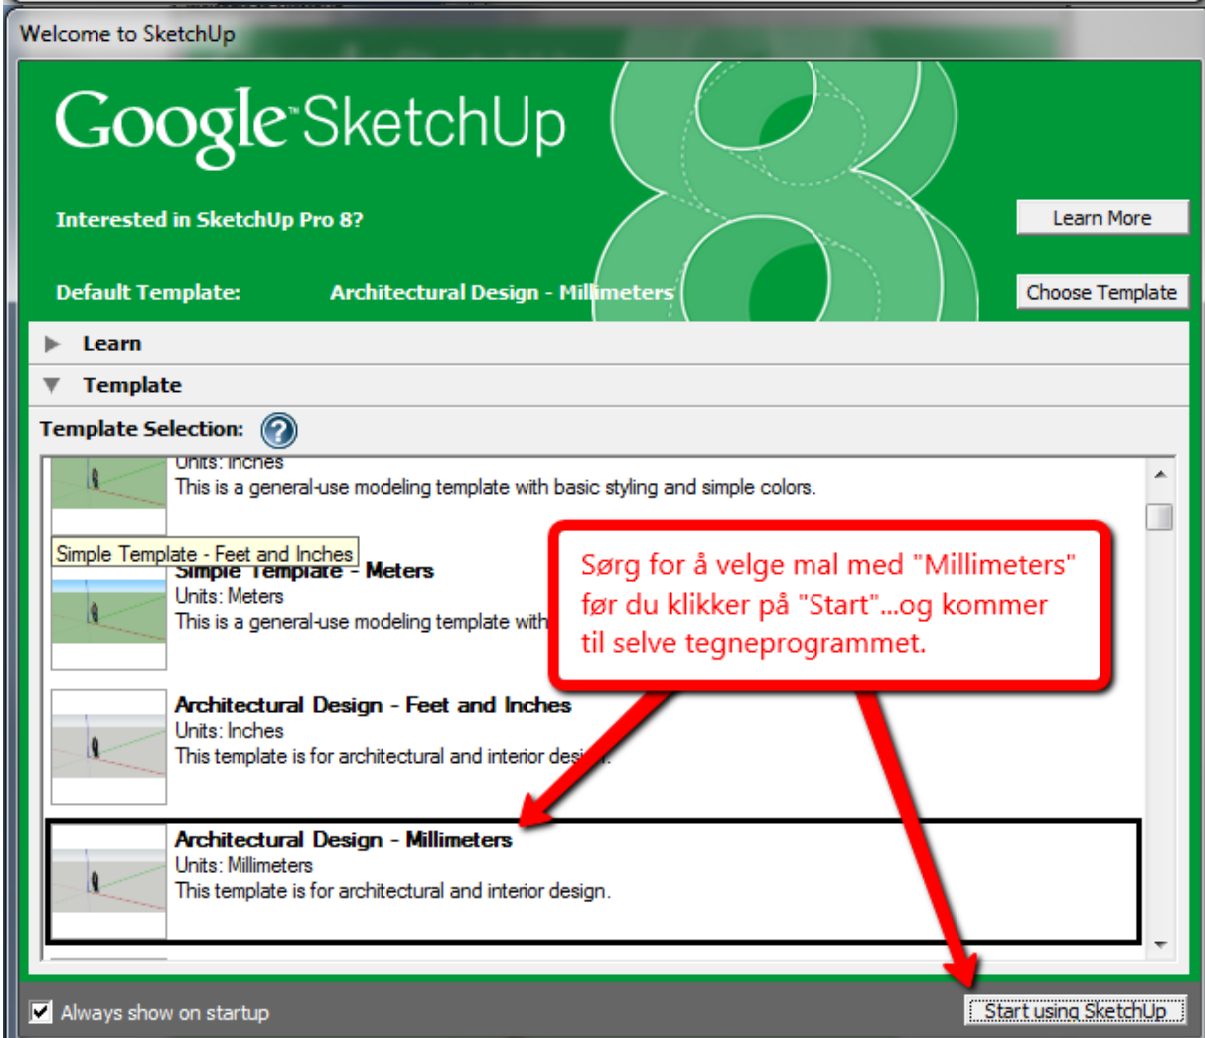 Welcome to SketchUp
Google™ SketchUp
Interested in SketchUp Pro 8?
Learn More
Default Template: Architectural Design - Millimeters
Choose Template
Learn
Template
Template Selection: ?
Units: Inches
This is a general-use modeling template with basic styling and simple colors.
Simple Template - Feet and Inches
Simple Template - Meters
Units: Meters
This is a general-use modeling template with
Sørg for å velge mal med "Millimeters"
før du klikker på "Start"...og kommer
til selve tegneprogrammet.
Architectural Design - Feet and Inches
Units: Inches
This template is for architectural and interior
Architectural Design - Millimeters
Units: Millimeters
This template is for architectural and interior design.
Always show on startup
Start using SketchUp